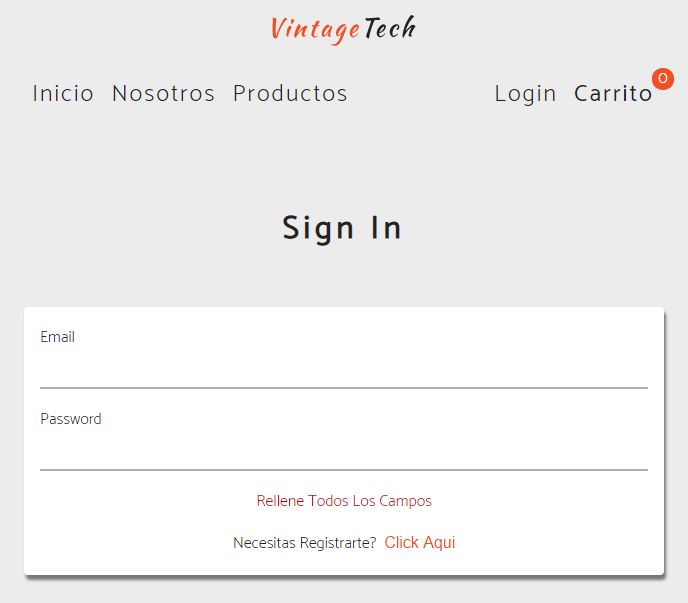 VintageTech
Inicio Nosotros Productos Login Carrito 0
Sign In
Email
Password
Rellene Todos Los Campos
Necesitas Registrarte? Click Aqui